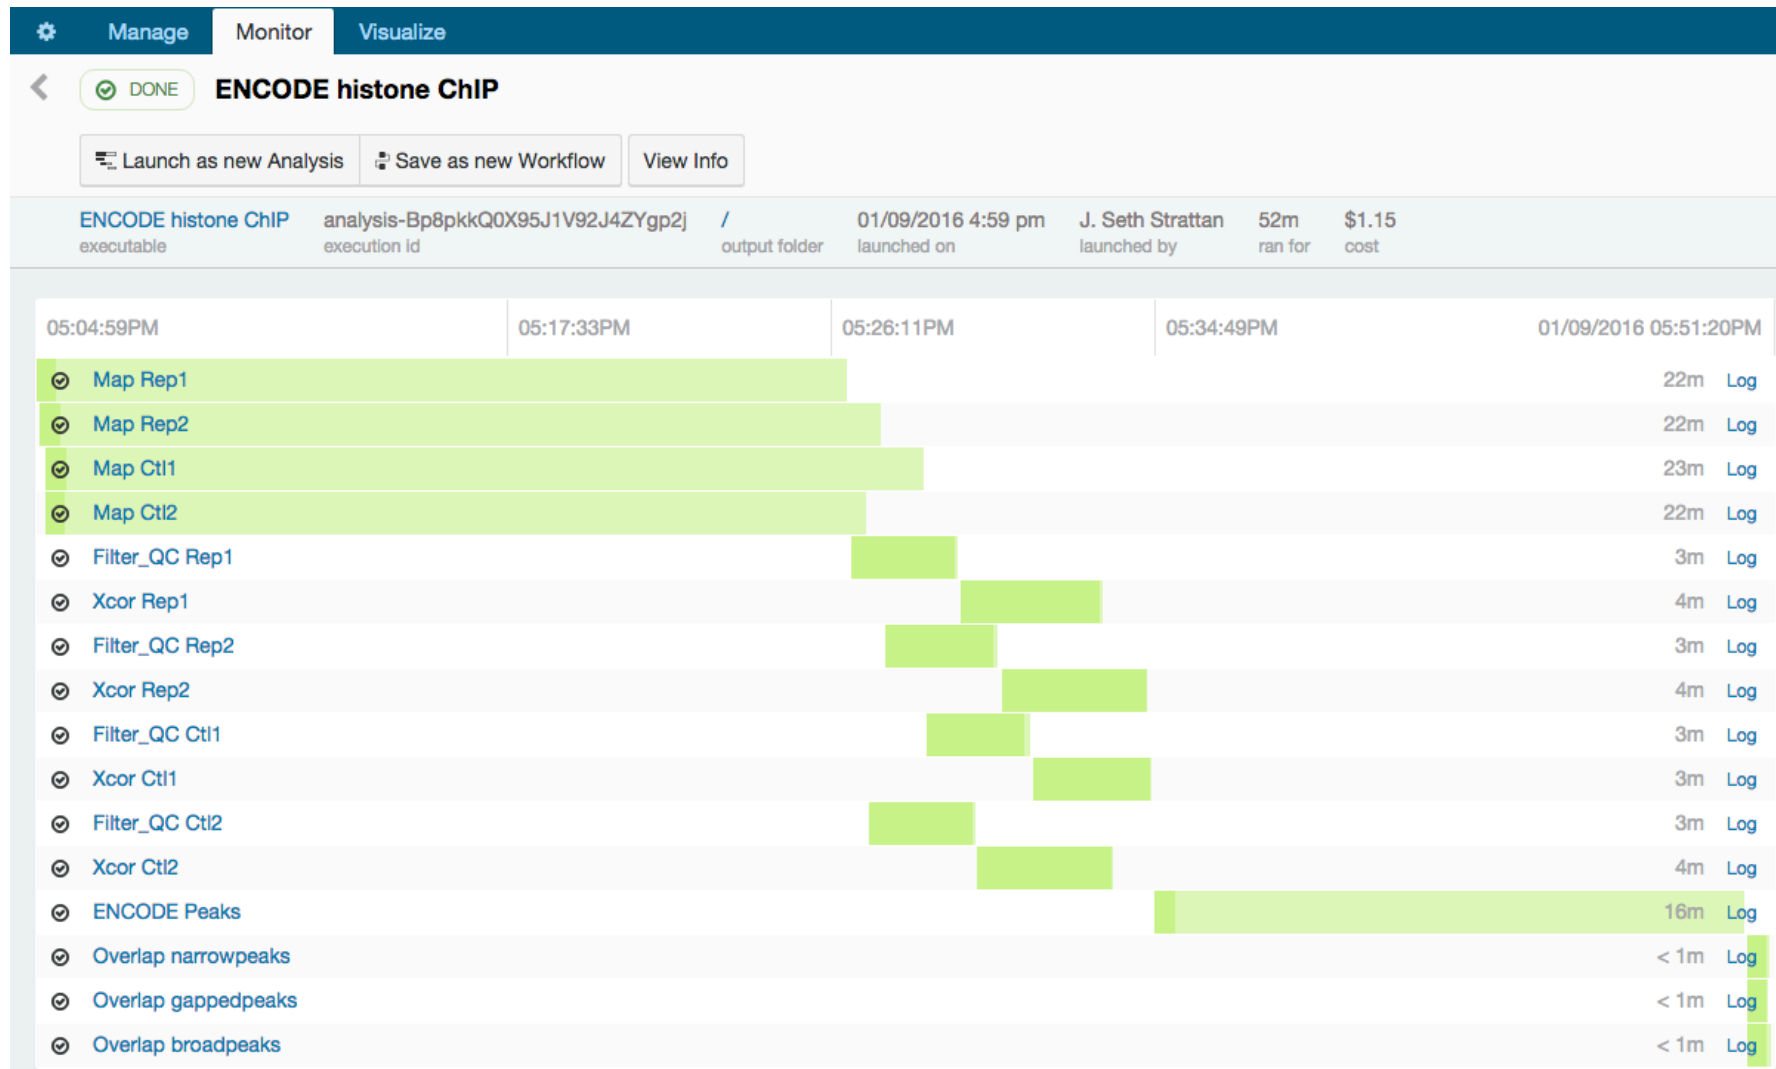 Manage Monitor Visualize
DONE ENCODE histone ChIP
Launch as new Analysis Save as new Workflow View Info
ENCODE histone ChIP analysis-Bp8pkkQ0X95J1V92J4ZYgp2j / 01/09/2016 4:59 pm J. Seth Strattan 52m $1.15
executable execution id output folder launched on launched by ran for cost
05:04:59PM 05:17:33PM 05:26:11PM 05:34:49PM 01/09/2016 05:51:20PM
Map Rep1 22m Log
Map Rep2 22m Log
Map Ctl1 23m Log
Map Ctl2 22m Log
Filter_QC Rep1 3m Log
Xcor Rep1 4m Log
Filter_QC Rep2 3m Log
Xcor Rep2 4m Log
Filter_QC Ctl1 3m Log
Xcor Ctl1 3m Log
Filter_QC Ctl2 3m Log
Xcor Ctl2 4m Log
ENCODE Peaks 16m Log
Overlap narrowpeaks < 1m Log
Overlap gappedpeaks < 1m Log
Overlap broadpeaks < 1m Log